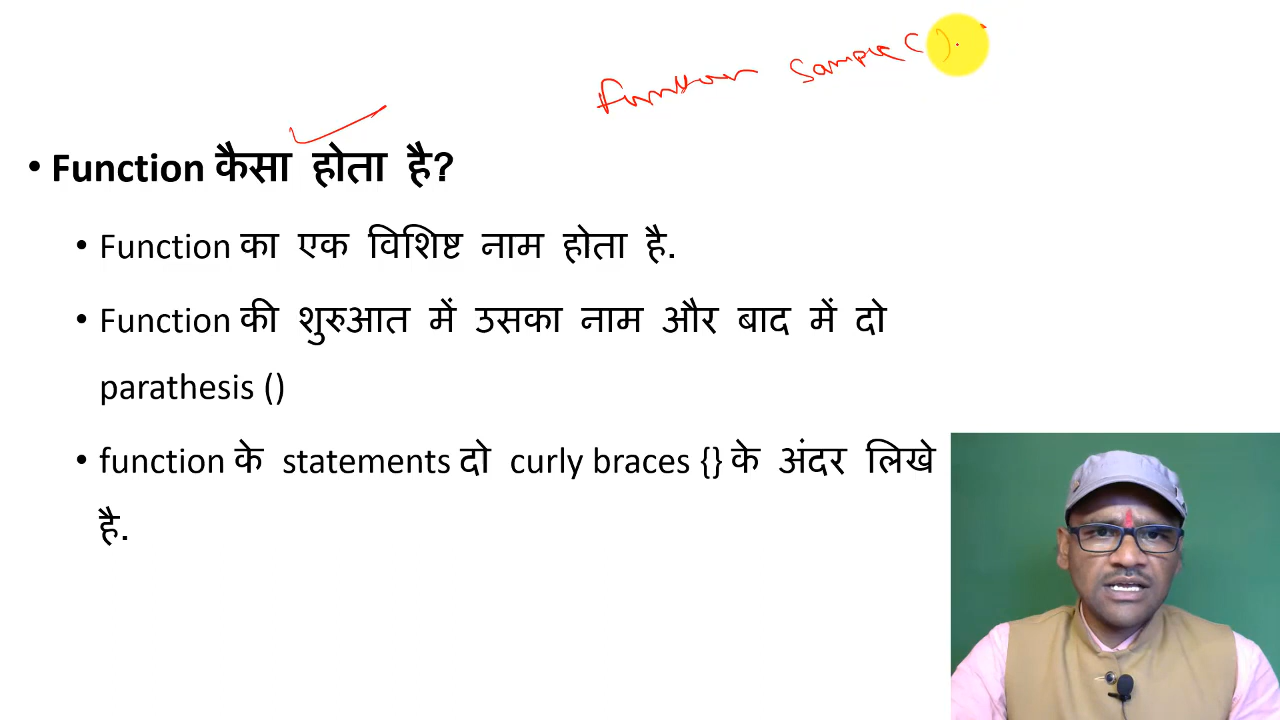 function sample()
• Function कैसा होता है?
• Function का एक विशिष्ट नाम होता है.
• Function की शुरुआत में उसका नाम और बाद में दो
parathesis ()
• function के statements दो curly braces {} के अंदर लिखे
है.